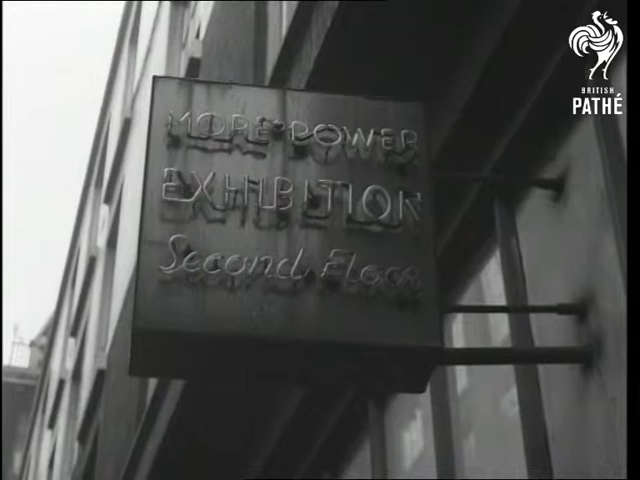 BRITISH
PATHÉ
MORE POWER
EXHIBITION
Second Floor